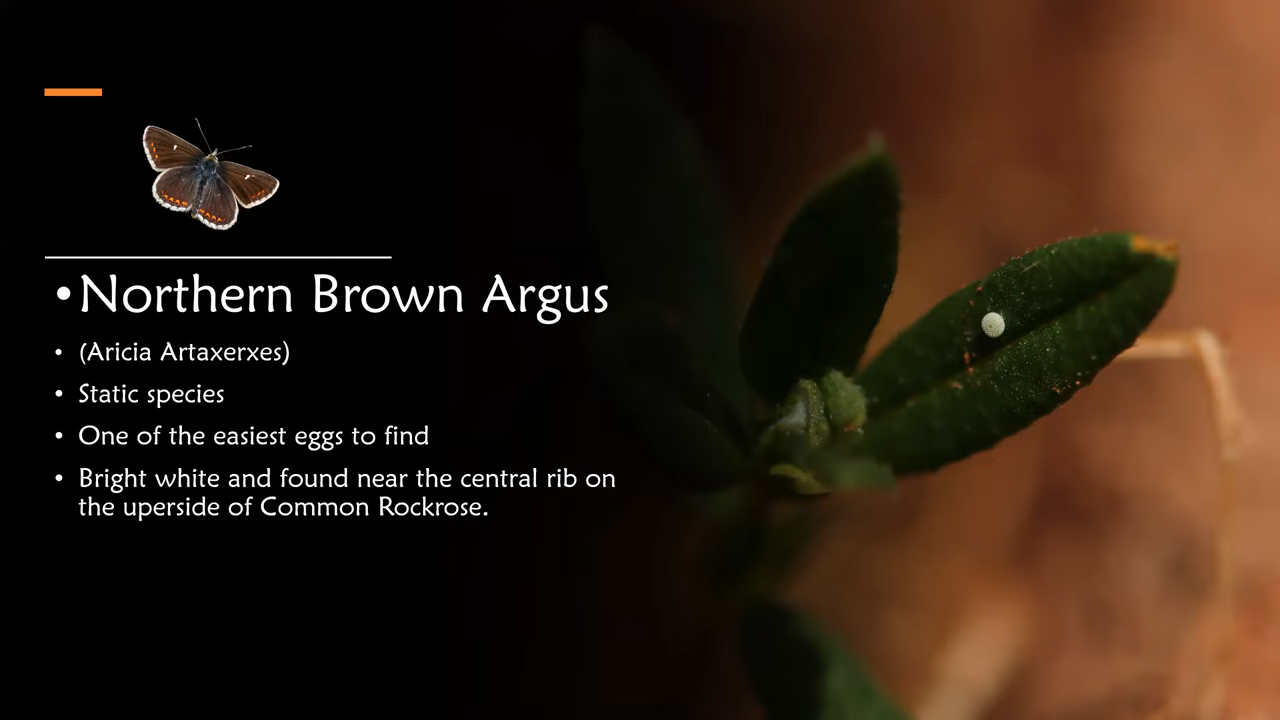 •Northern Brown Argus
• (Aricia Artaxerxes)
• Static species
• One of the easiest eggs to find
• Bright white and found near the central rib on
the uperside of Common Rockrose.